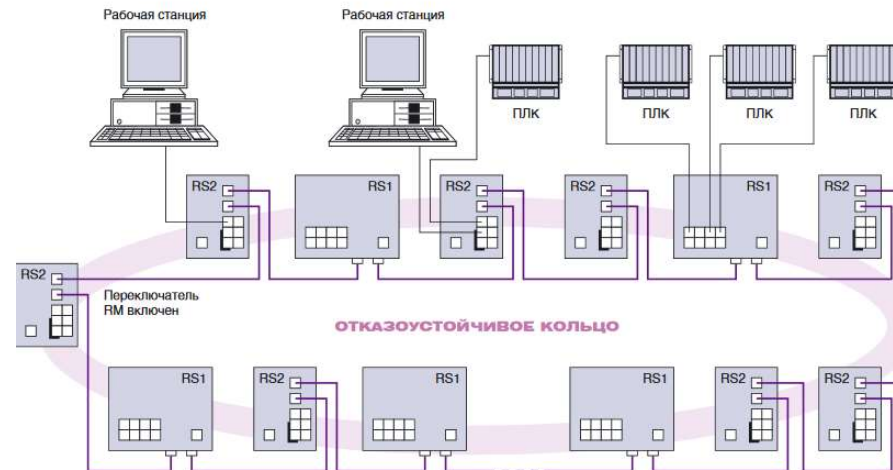 Рабочая станция
Рабочая станция
ПЛК
ПЛК
ПЛК
ПЛК
RS2
RS1
RS2
RS2
RS1
RS2
RS2
Переключатель
RM включен
ОТКАЗОУСТОЙЧИВОЕ КОЛЬЦО
RS1
RS2
RS1
RS1
RS2
RS2